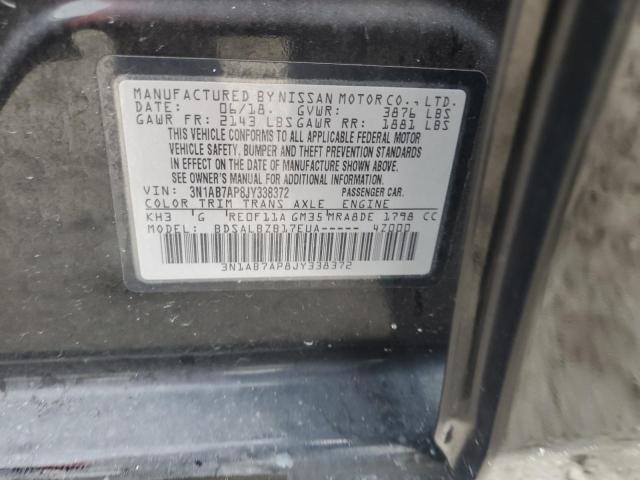 MANUFACTURED BY NISSAN MOTOR CO., LTD.
DATE: 06/18. GVWR: 3876 LBS
GAWR FR: 2143 LBS GAWR RR: 1881 LBS
THIS VEHICLE CONFORMS TO ALL APPLICABLE FEDERAL MOTOR
VEHICLE SAFETY, BUMPER AND THEFT PREVENTION STANDARDS
IN EFFECT ON THE DATE OF MANUFACTURE SHOWN ABOVE.
SEE OWNER'S MANUAL FOR ADDITIONAL INFORMATION.
VIN: 3N1AB7AP8JY338372 PASSENGER CAR.
COLOR TRIM TRANS AXLE ENGINE
KH3 G RE0F11A GM35 MRA8DE 1798 CC
MODEL: BDSALBZB17EUA----- 4Z000
3N1AB7AP8JY338372